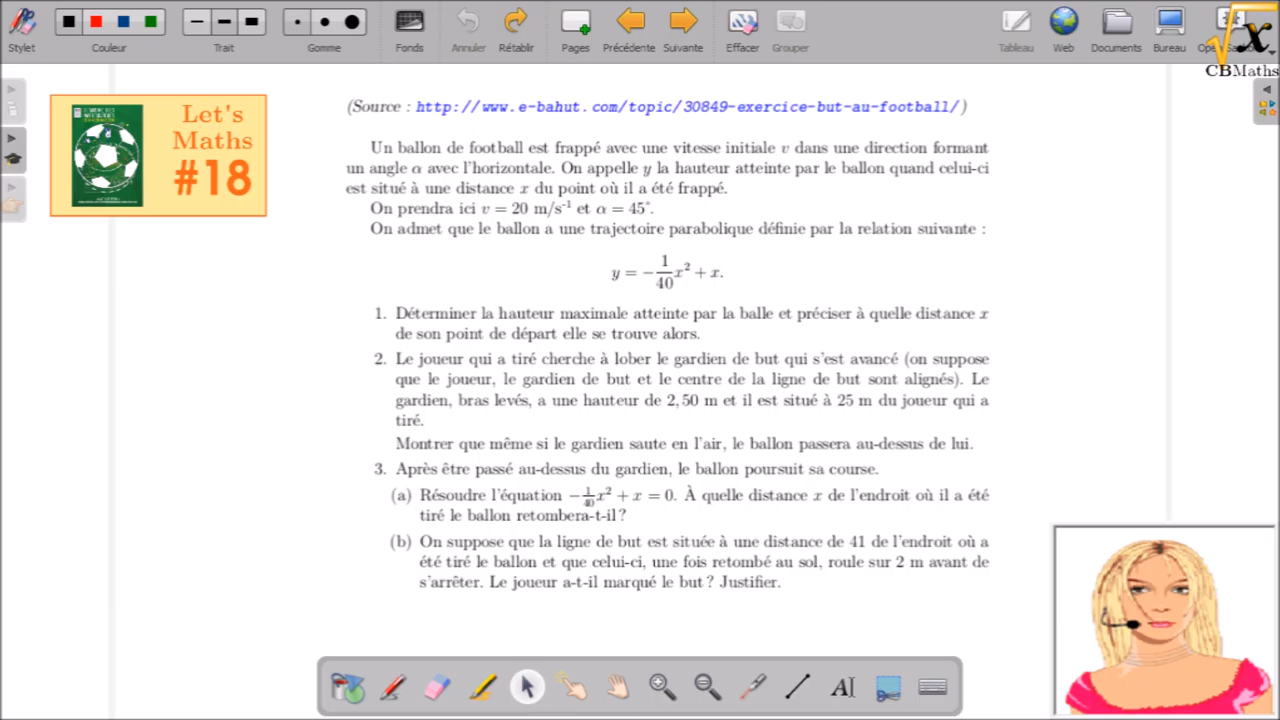 Stylet
Couleur
Trait
Gomme
Fonds
Annuler
Rétablir
Pages
Précédente
Suivante
Effacer
Grouper
Tableau
Web
Documents
Bureau
√x
CBMaths
Let's
Maths
#18
(Source : http://www.e-bahut.com/topic/30849-exercice-but-au-football/)
Un ballon de football est frappé avec une vitesse initiale v dans une direction formant
un angle α avec l'horizontale. On appelle y la hauteur atteinte par le ballon quand celui-ci
est situé à une distance x du point où il a été frappé.
On prendra ici v = 20 m/s⁻¹ et α = 45°.
On admet que le ballon a une trajectoire parabolique définie par la relation suivante :
y = −1/40 x² + x.
1. Déterminer la hauteur maximale atteinte par la balle et préciser à quelle distance x
de son point de départ elle se trouve alors.
2. Le joueur qui a tiré cherche à lober le gardien de but qui s'est avancé (on suppose
que le joueur, le gardien de but et le centre de la ligne de but sont alignés). Le
gardien, bras levés, a une hauteur de 2,50 m et il est situé à 25 m du joueur qui a
tiré.
Montrer que même si le gardien saute en l'air, le ballon passera au-dessus de lui.
3. Après être passé au-dessus du gardien, le ballon poursuit sa course.
(a) Résoudre l'équation −1/40 x² + x = 0. À quelle distance x de l'endroit où il a été
tiré le ballon retombera-t-il ?
(b) On suppose que la ligne de but est située à une distance de 41 de l'endroit où a
été tiré le ballon et que celui-ci, une fois retombé au sol, roule sur 2 m avant de
s'arrêter. Le joueur a-t-il marqué le but ? Justifier.
AI